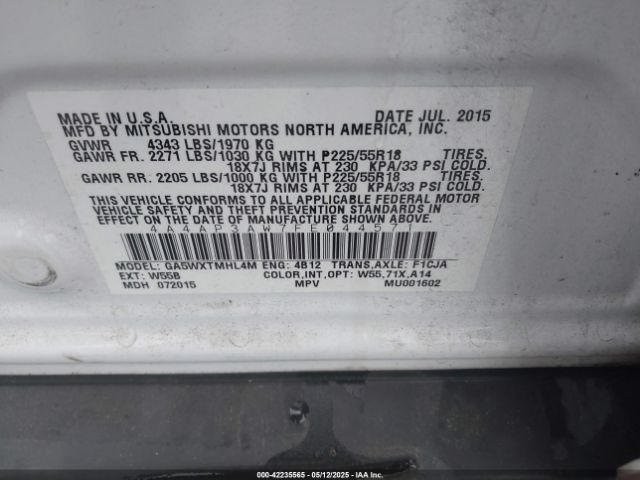 MADE IN U.S.A. DATE JUL. 2015
MFD BY MITSUBISHI MOTORS NORTH AMERICA, INC.
GVWR 4343 LBS/1970 KG
GAWR FR. 2271 LBS/1030 KG WITH P225/55R18 TIRES,
18X7J RIMS AT 230 KPA/33 PSI COLD.
GAWR RR. 2205 LBS/1000 KG WITH P225/55R18 TIRES,
18X7J RIMS AT 230 KPA/33 PSI COLD.
THIS VEHICLE CONFORMS TO ALL APPLICABLE FEDERAL MOTOR
VEHICLE SAFETY AND THEFT PREVENTION STANDARDS IN
EFFECT ON THE DATE OF MANUFACTURE SHOWN ABOVE.
4A4AP3AW7FE044571
MODEL: GA5WXTMHL4M ENG: 4B12 TRANS,AXLE: F1CJA
EXT: W55B COLOR,INT,OPT: W55,71X,A14
MDH 072015 MPV MU001602
000-42235565 - 05/12/2025 - IAAI.COM